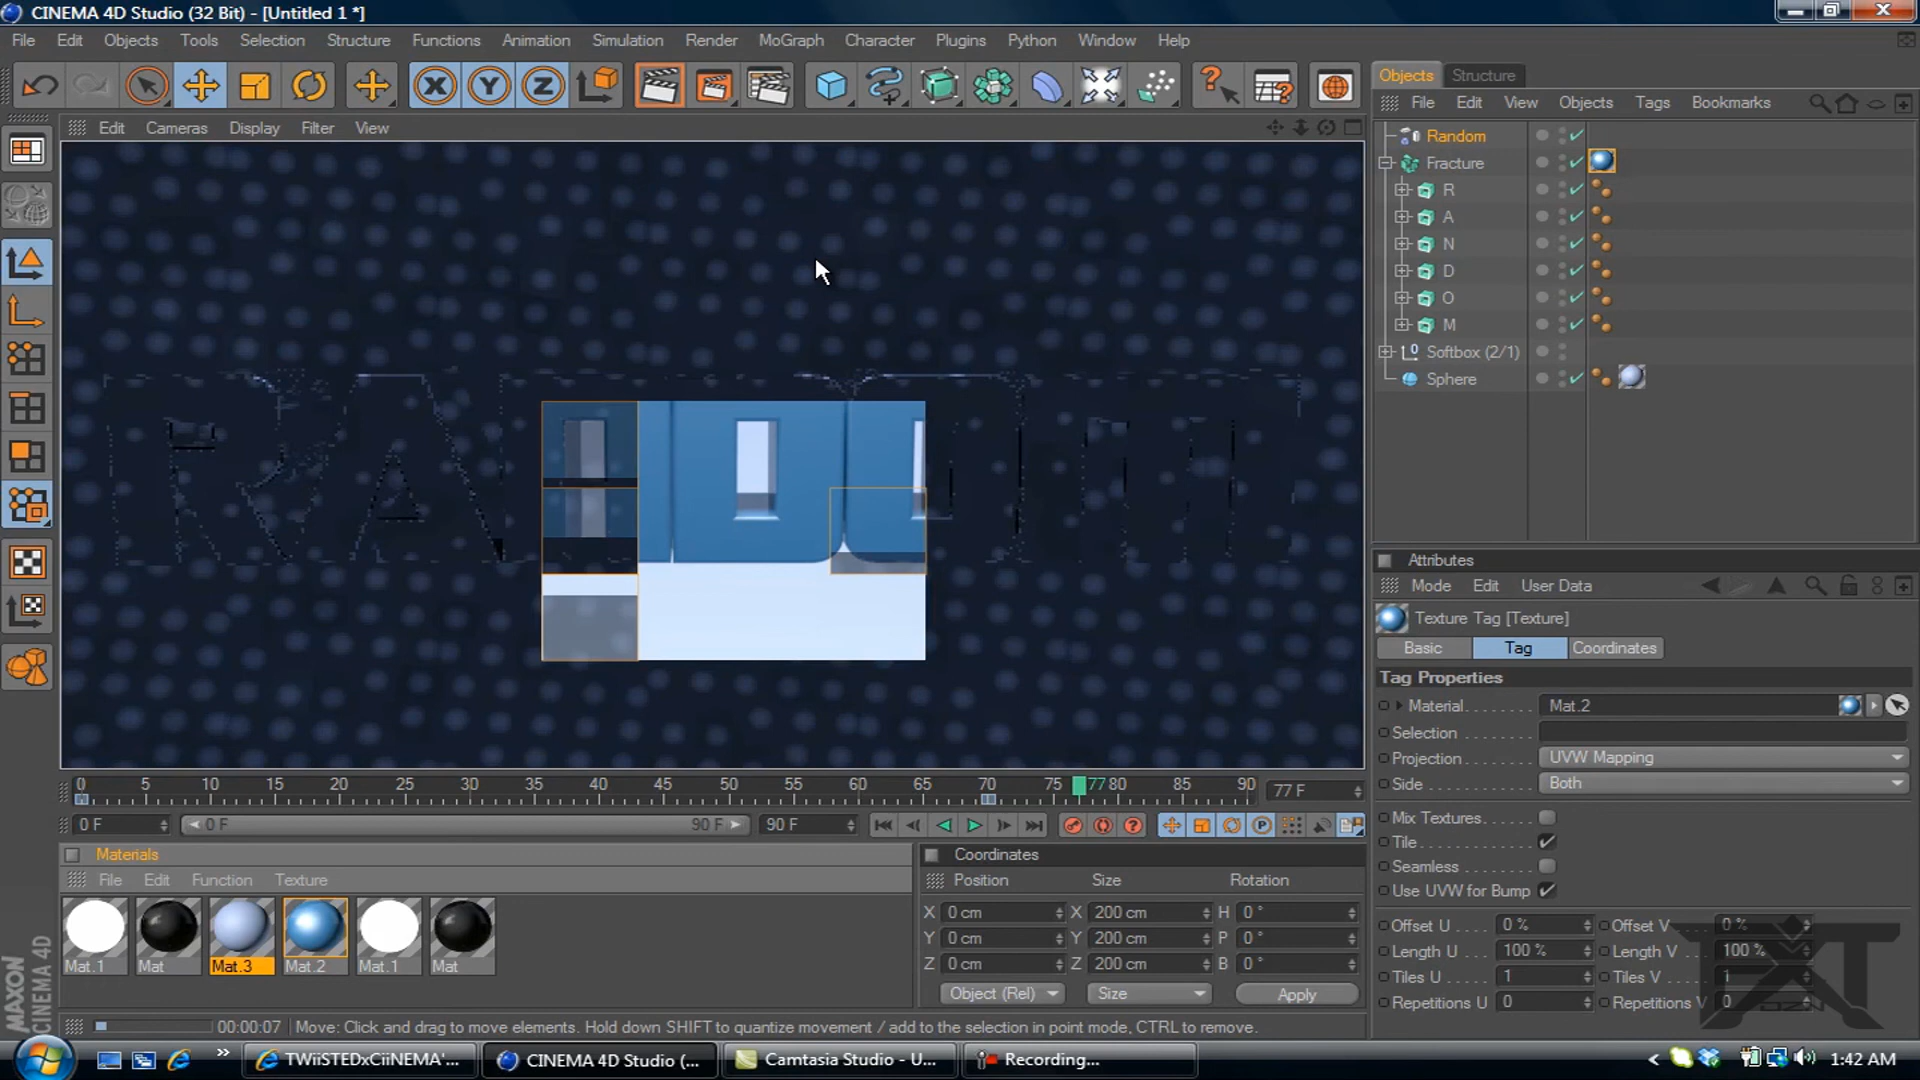 CINEMA 4D Studio (32 Bit) - [Untitled 1 *]
File Edit Objects Tools Selection Structure Functions Animation Simulation Render MoGraph Character Plugins Python Window Help
Objects Structure
File Edit View Objects Tags Bookmarks
Edit Cameras Display Filter View
Random
Fracture
R
A
N
D
O
M
Softbox (2/1)
Sphere
Attributes
Mode Edit User Data
Texture Tag [Texture]
Basic Tag Coordinates
Tag Properties
Material Mat.2
Selection
Projection UVW Mapping
Side Both
Mix Textures
Tile
Seamless
Use UVW for Bump
Offset U 0 % Offset V 0 %
Length U 100 % Length V 100 %
Tiles U 1 Tiles V 1
Repetitions U 0 Repetitions V 0
0 5 10 15 20 25 30 35 40 45 50 55 60 65 70 75 77 80 85 90 77 F
0 F 0 F 90 F 90 F
Materials
File Edit Function Texture
Mat.1 Mat Mat.3 Mat.2 Mat.1 Mat
Coordinates
Position Size Rotation
X 0 cm X 200 cm H 0 °
Y 0 cm Y 200 cm P 0 °
Z 0 cm Z 200 cm B 0 °
Object (Rel) Size Apply
MAXON
CINEMA 4D
00:00:07 Move: Click and drag to move elements. Hold down SHIFT to quantize movement / add to the selection in point mode, CTRL to remove.
TWiiSTEDxCiiNEMA'... CINEMA 4D Studio (... Camtasia Studio - U... Recording... 1:42 AM